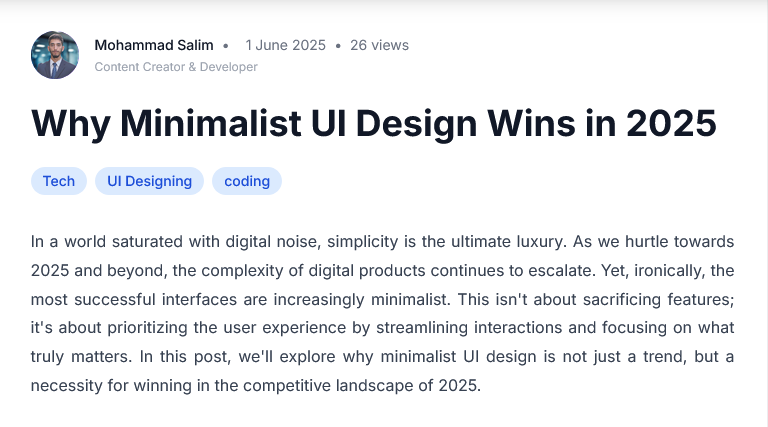 Mohammad Salim • 1 June 2025 • 26 views
Content Creator & Developer
Why Minimalist UI Design Wins in 2025
Tech UI Designing coding
In a world saturated with digital noise, simplicity is the ultimate luxury. As we hurtle towards
2025 and beyond, the complexity of digital products continues to escalate. Yet, ironically, the
most successful interfaces are increasingly minimalist. This isn't about sacrificing features;
it's about prioritizing the user experience by streamlining interactions and focusing on what
truly matters. In this post, we'll explore why minimalist UI design is not just a trend, but a
necessity for winning in the competitive landscape of 2025.